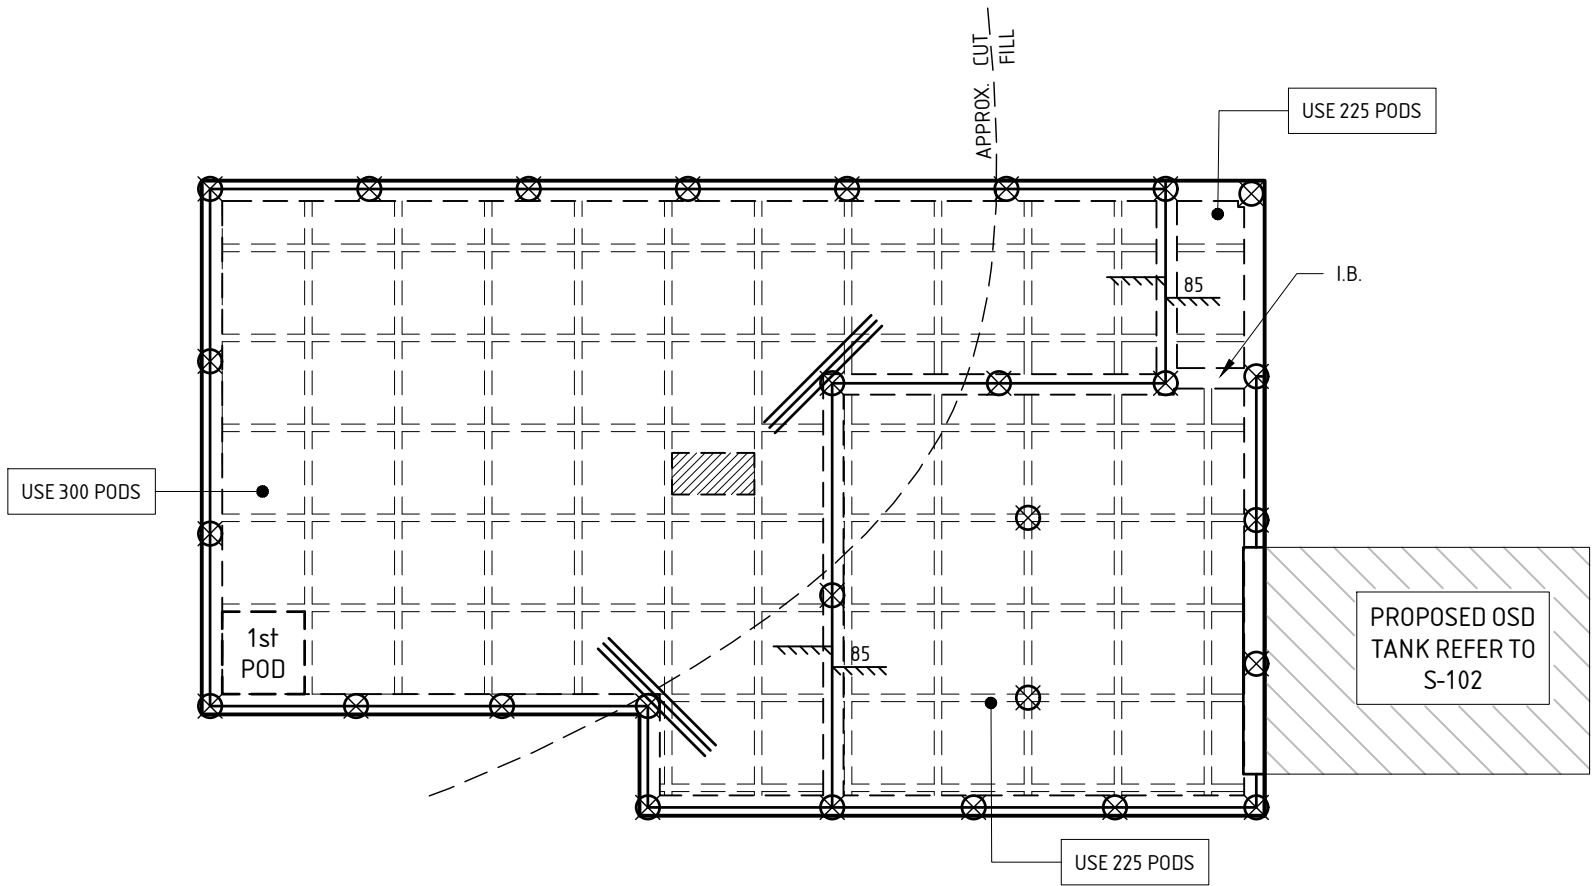 APPROX. CUT
FILL
USE 225 PODS
85
I.B.
USE 300 PODS
1st
POD
85
PROPOSED OSD
TANK REFER TO
S-102
USE 225 PODS